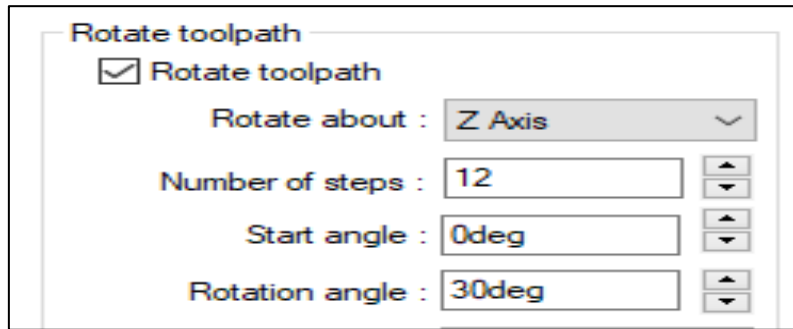 Rotate toolpath
Rotate toolpath
Rotate about : Z Axis
Number of steps : 12
Start angle : 0deg
Rotation angle : 30deg